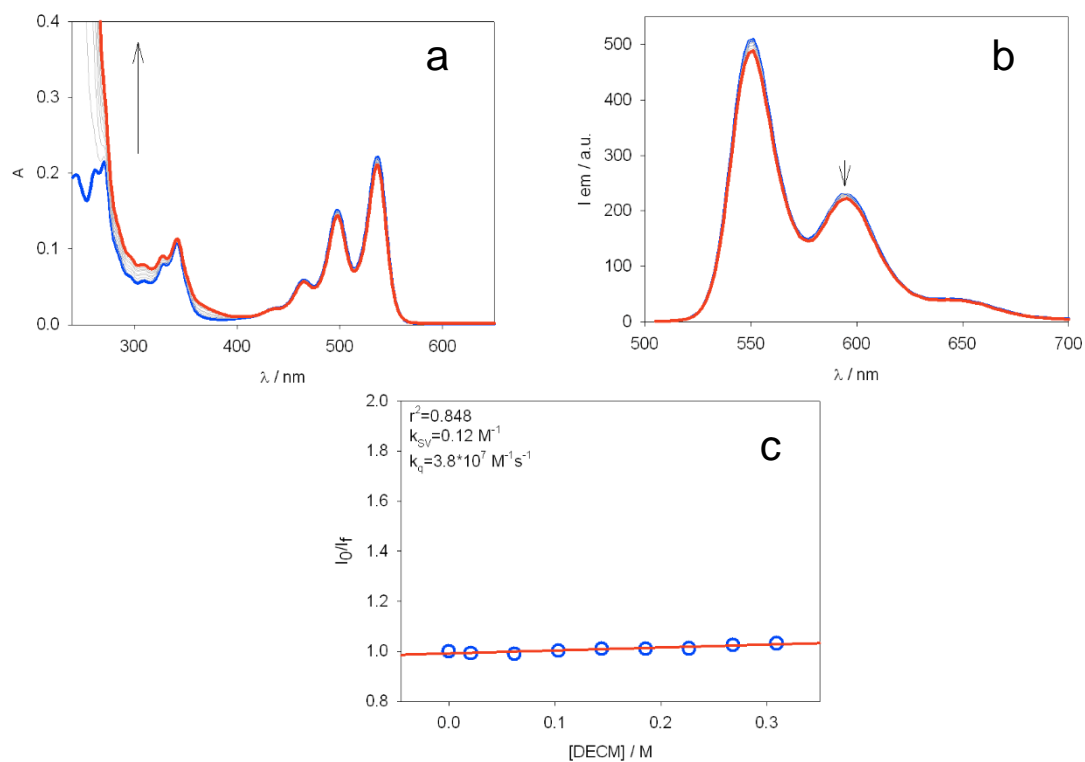 a
0.4
0.3
0.2
0.1
0.0
A
300 400 500 600
λ / nm
b
500
400
300
200
100
0
I em / a.u.
500 550 600 650 700
λ / nm
c
r²=0.848
k_SV=0.12 M⁻¹
k_q=3.8*10⁷ M⁻¹s⁻¹
2.0
1.8
1.6
1.4
1.2
1.0
0.8
I₀/I_f
0.0 0.1 0.2 0.3
[DECM] / M